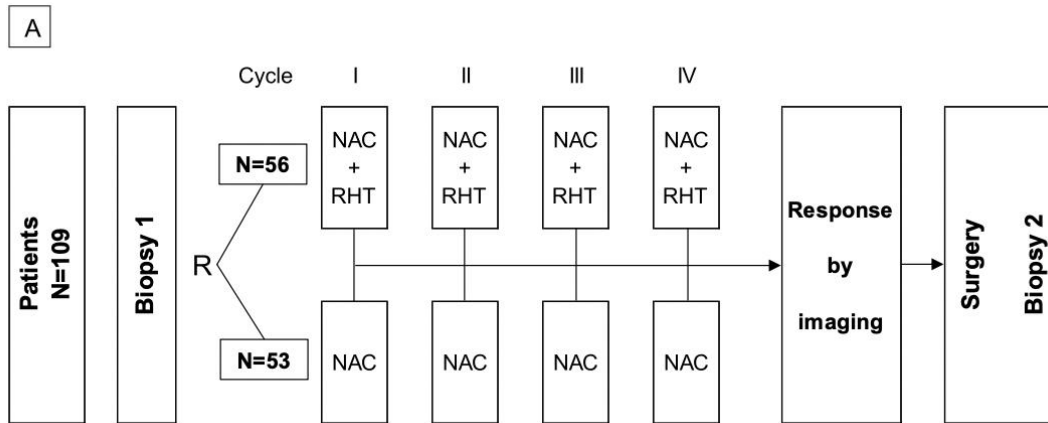 A
Cycle I II III IV
Patients
N=109
Biopsy 1
R
N=56
NAC
+
RHT
NAC
+
RHT
NAC
+
RHT
NAC
+
RHT
N=53
NAC
NAC
NAC
NAC
Response
by
imaging
Surgery
Biopsy 2